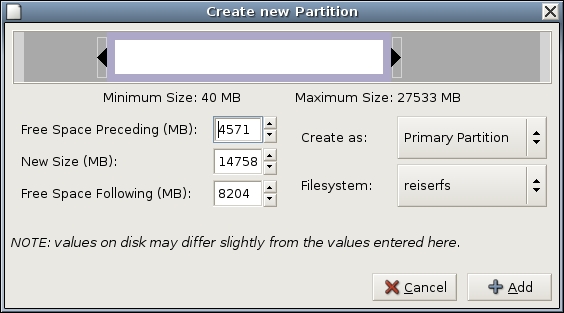 Create new Partition
Minimum Size: 40 MB Maximum Size: 27533 MB
Free Space Preceding (MB): 4571
New Size (MB): 14758
Free Space Following (MB): 8204
Create as: Primary Partition
Filesystem: reiserfs
NOTE: values on disk may differ slightly from the values entered here.
Cancel Add